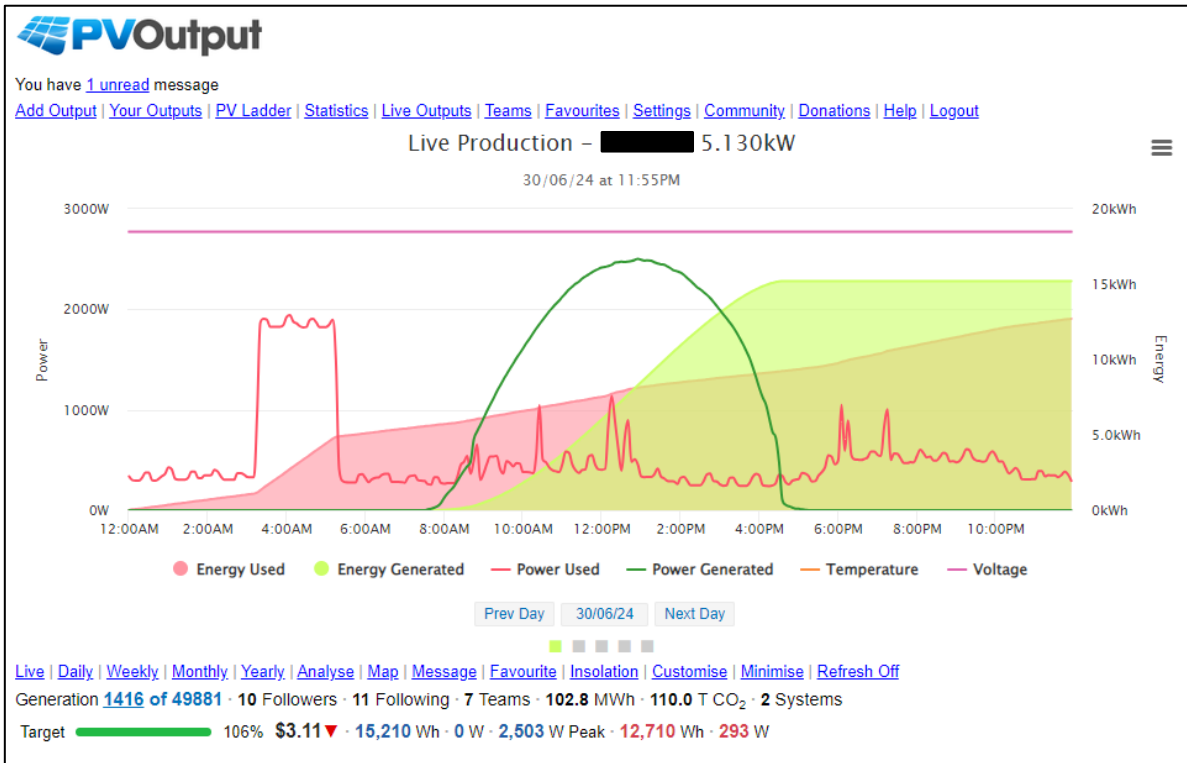 PVOutput
You have 1 unread message
Add Output | Your Outputs | PV Ladder | Statistics | Live Outputs | Teams | Favourites | Settings | Community | Donations | Help | Logout
Live Production - 5.130kW
30/06/24 at 11:55PM
3000W
20kWh
15kWh
2000W
Power
Energy
10kWh
1000W
5.0kWh
0W
0kWh
12:00AM 2:00AM 4:00AM 6:00AM 8:00AM 10:00AM 12:00PM 2:00PM 4:00PM 6:00PM 8:00PM 10:00PM
Energy Used Energy Generated Power Used Power Generated Temperature Voltage
Prev Day 30/06/24 Next Day
Live | Daily | Weekly | Monthly | Yearly | Analyse | Map | Message | Favourite | Insolation | Customise | Minimise | Refresh Off
Generation 1416 of 49881 · 10 Followers · 11 Following · 7 Teams · 102.8 MWh · 110.0 T CO₂ · 2 Systems
Target 106% $3.11▼ · 15,210 Wh · 0 W · 2,503 W Peak · 12,710 Wh · 293 W